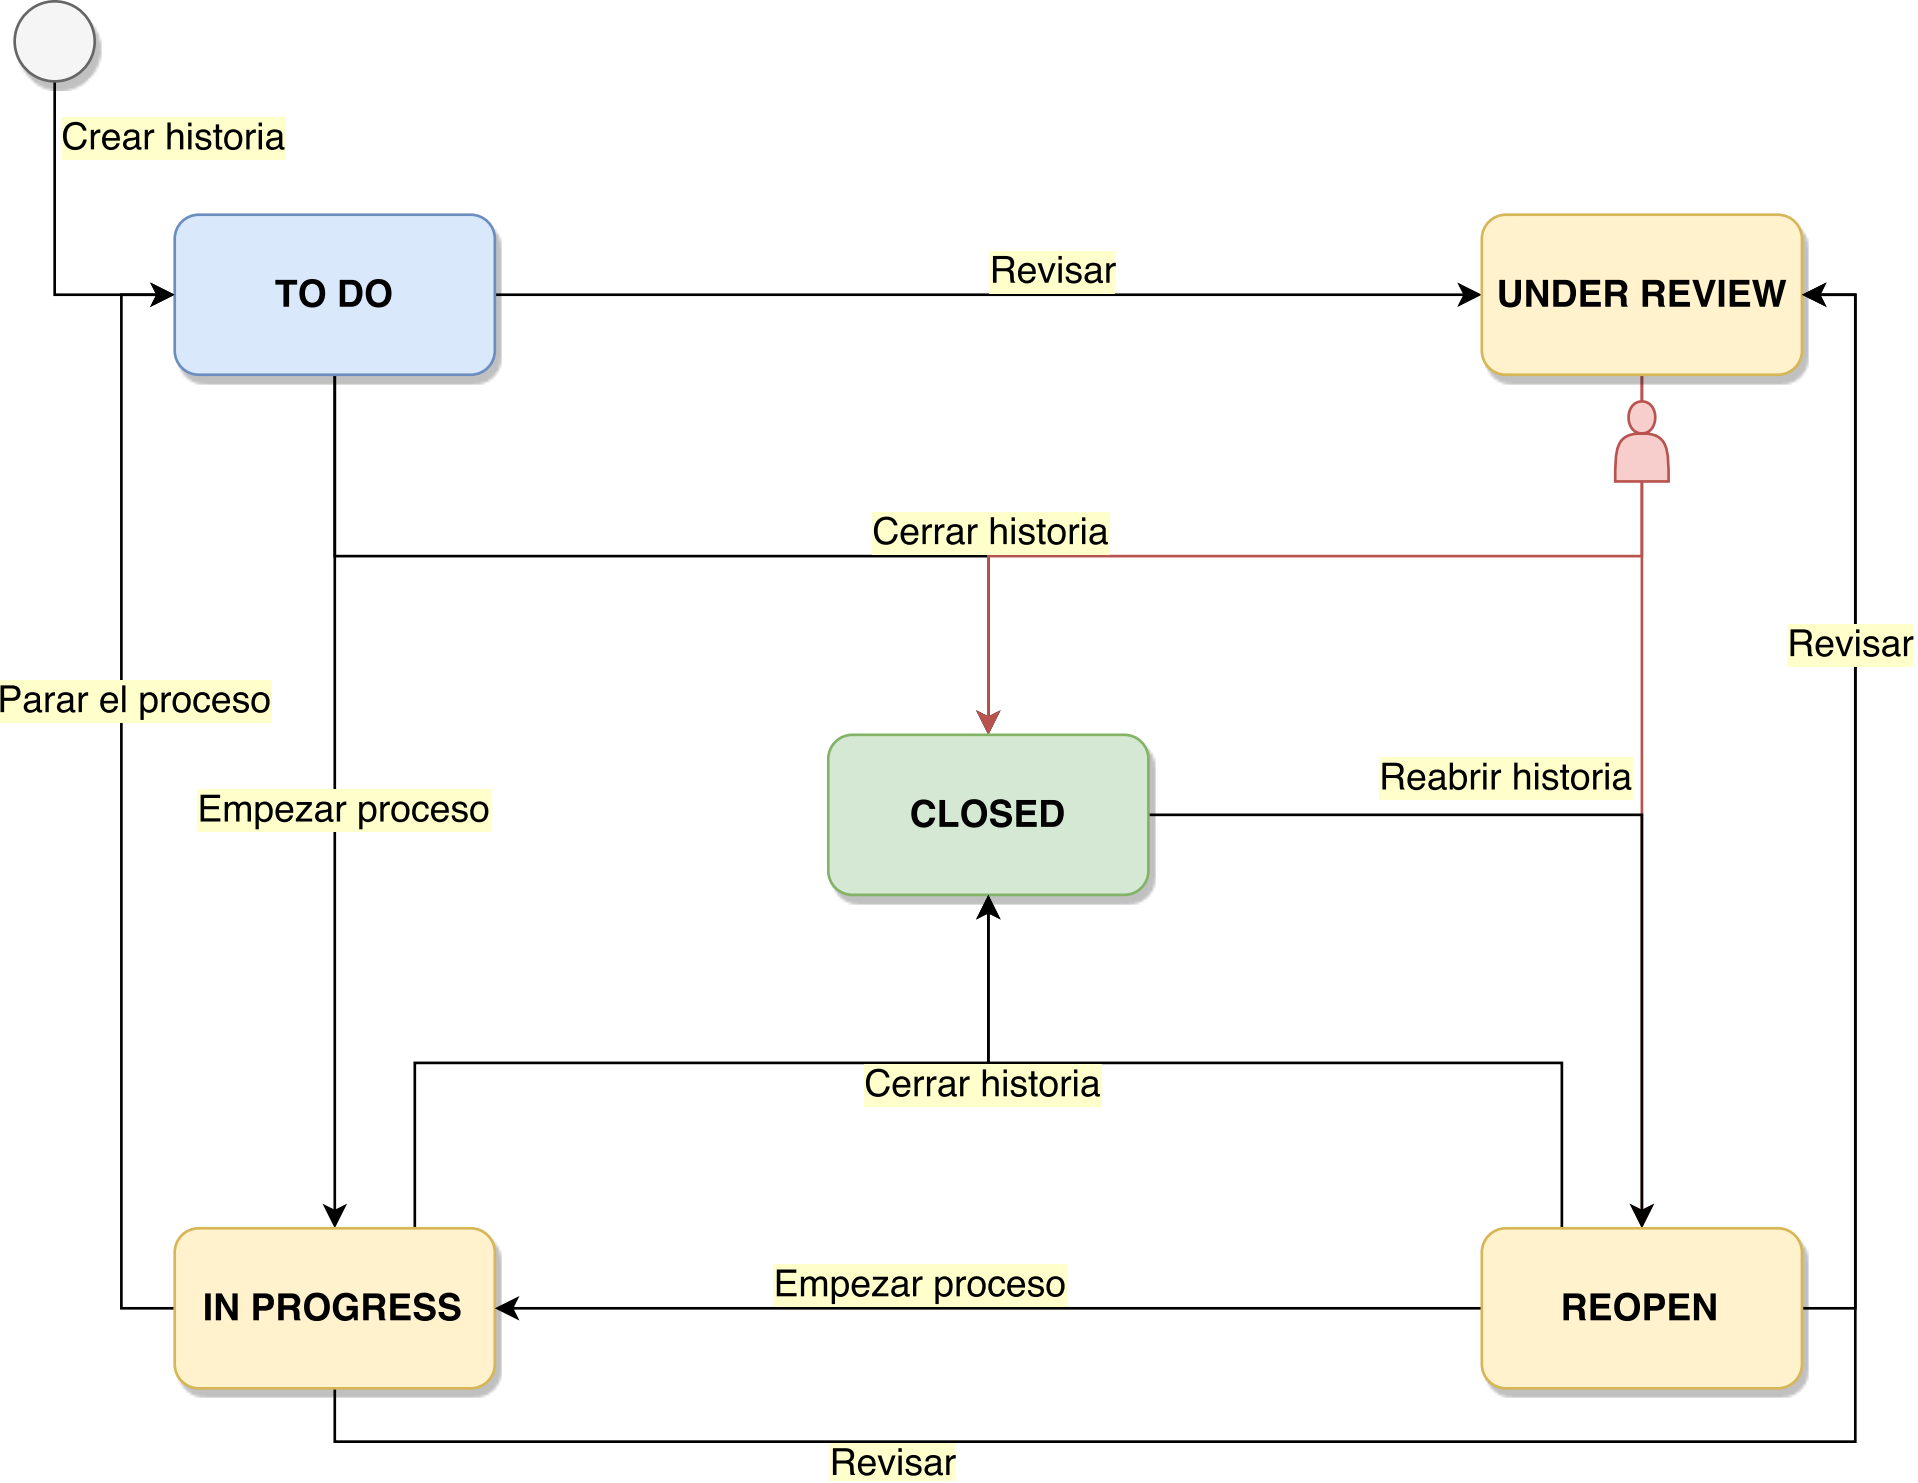 Crear historia
TO DO
Revisar
UNDER REVIEW
Cerrar historia
Revisar
Parar el proceso
Empezar proceso
CLOSED
Reabrir historia
Cerrar historia
IN PROGRESS
Empezar proceso
REOPEN
Revisar